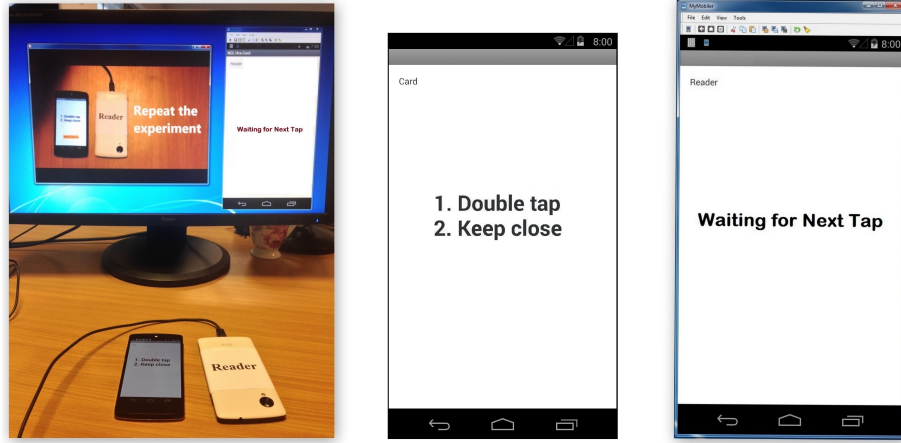 Repeat the
experiment
Reader
Waiting for Next Tap
1. Double tap
2. Keep close
Reader
8:00
Card
1. Double tap
2. Keep close
MyMobiler
File Edit View Tools
8:00
Reader
Waiting for Next Tap